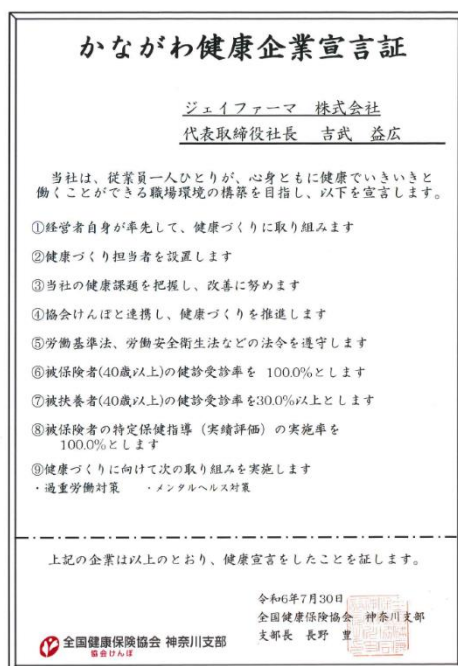 かながわ健康企業宣言証
ジェイファーマ　株式会社
代表取締役社長　吉武　益広
当社は、従業員一人ひとりが、心身ともに健康でいきいきと
働くことができる職場環境の構築を目指し、以下を宣言します。
①経営者自身が率先して、健康づくりに取り組みます
②健康づくり担当者を設置します
③当社の健康課題を把握し、改善に努めます
④協会けんぽと連携し、健康づくりを推進します
⑤労働基準法、労働安全衛生法などの法令を遵守します
⑥被保険者(40歳以上)の健診受診率を 100.0%とします
⑦被扶養者(40歳以上)の健診受診率を30.0%以上とします
⑧被保険者の特定保健指導（実績評価）の実施率を
100.0%とします
⑨健康づくりに向けて次の取り組みを実施します
・過重労働対策　・メンタルヘルス対策
上記の企業は以上のとおり、健康宣言をしたことを証します。
令和6年7月30日
全国健康保険協会　神奈川支部
支部長　長野　豊
全国健康保険協会 神奈川支部
協会けんぽ